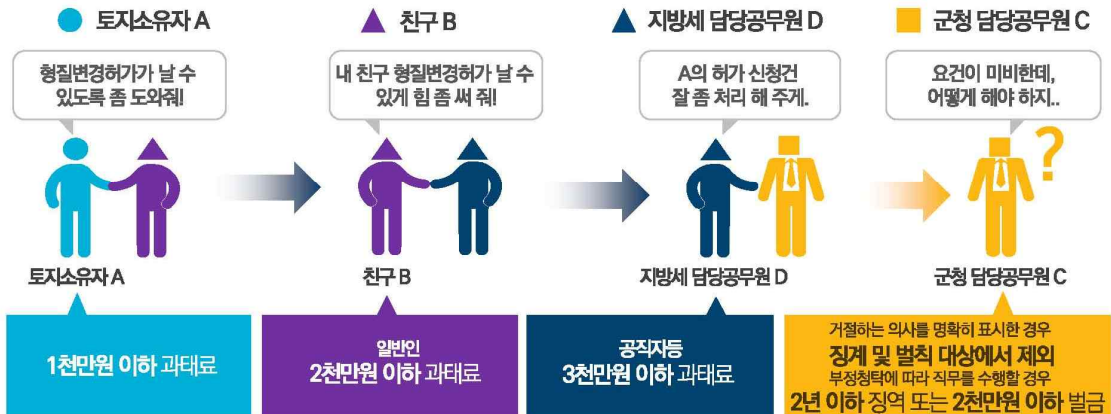 토지소유자 A
친구 B
지방세 담당공무원 D
군청 담당공무원 C
형질변경허가가 날 수
있도록 좀 도와줘!
내 친구 형질변경허가 날 수
있게 힘 좀 써 줘!
A의 허가 신청건
잘 좀 처리 해 주게.
요건이 미비한데,
어떻게 해야 하지..
?
토지소유자 A
친구 B
지방세 담당공무원 D
군청 담당공무원 C
1천만원 이하 과태료
일반인
2천만원 이하 과태료
공직자등
3천만원 이하 과태료
거절하는 의사를 명확히 표시한 경우
징계 및 벌칙 대상에서 제외
부정청탁에 따라 직무를 수행할 경우
2년 이하 징역 또는 2천만원 이하 벌금